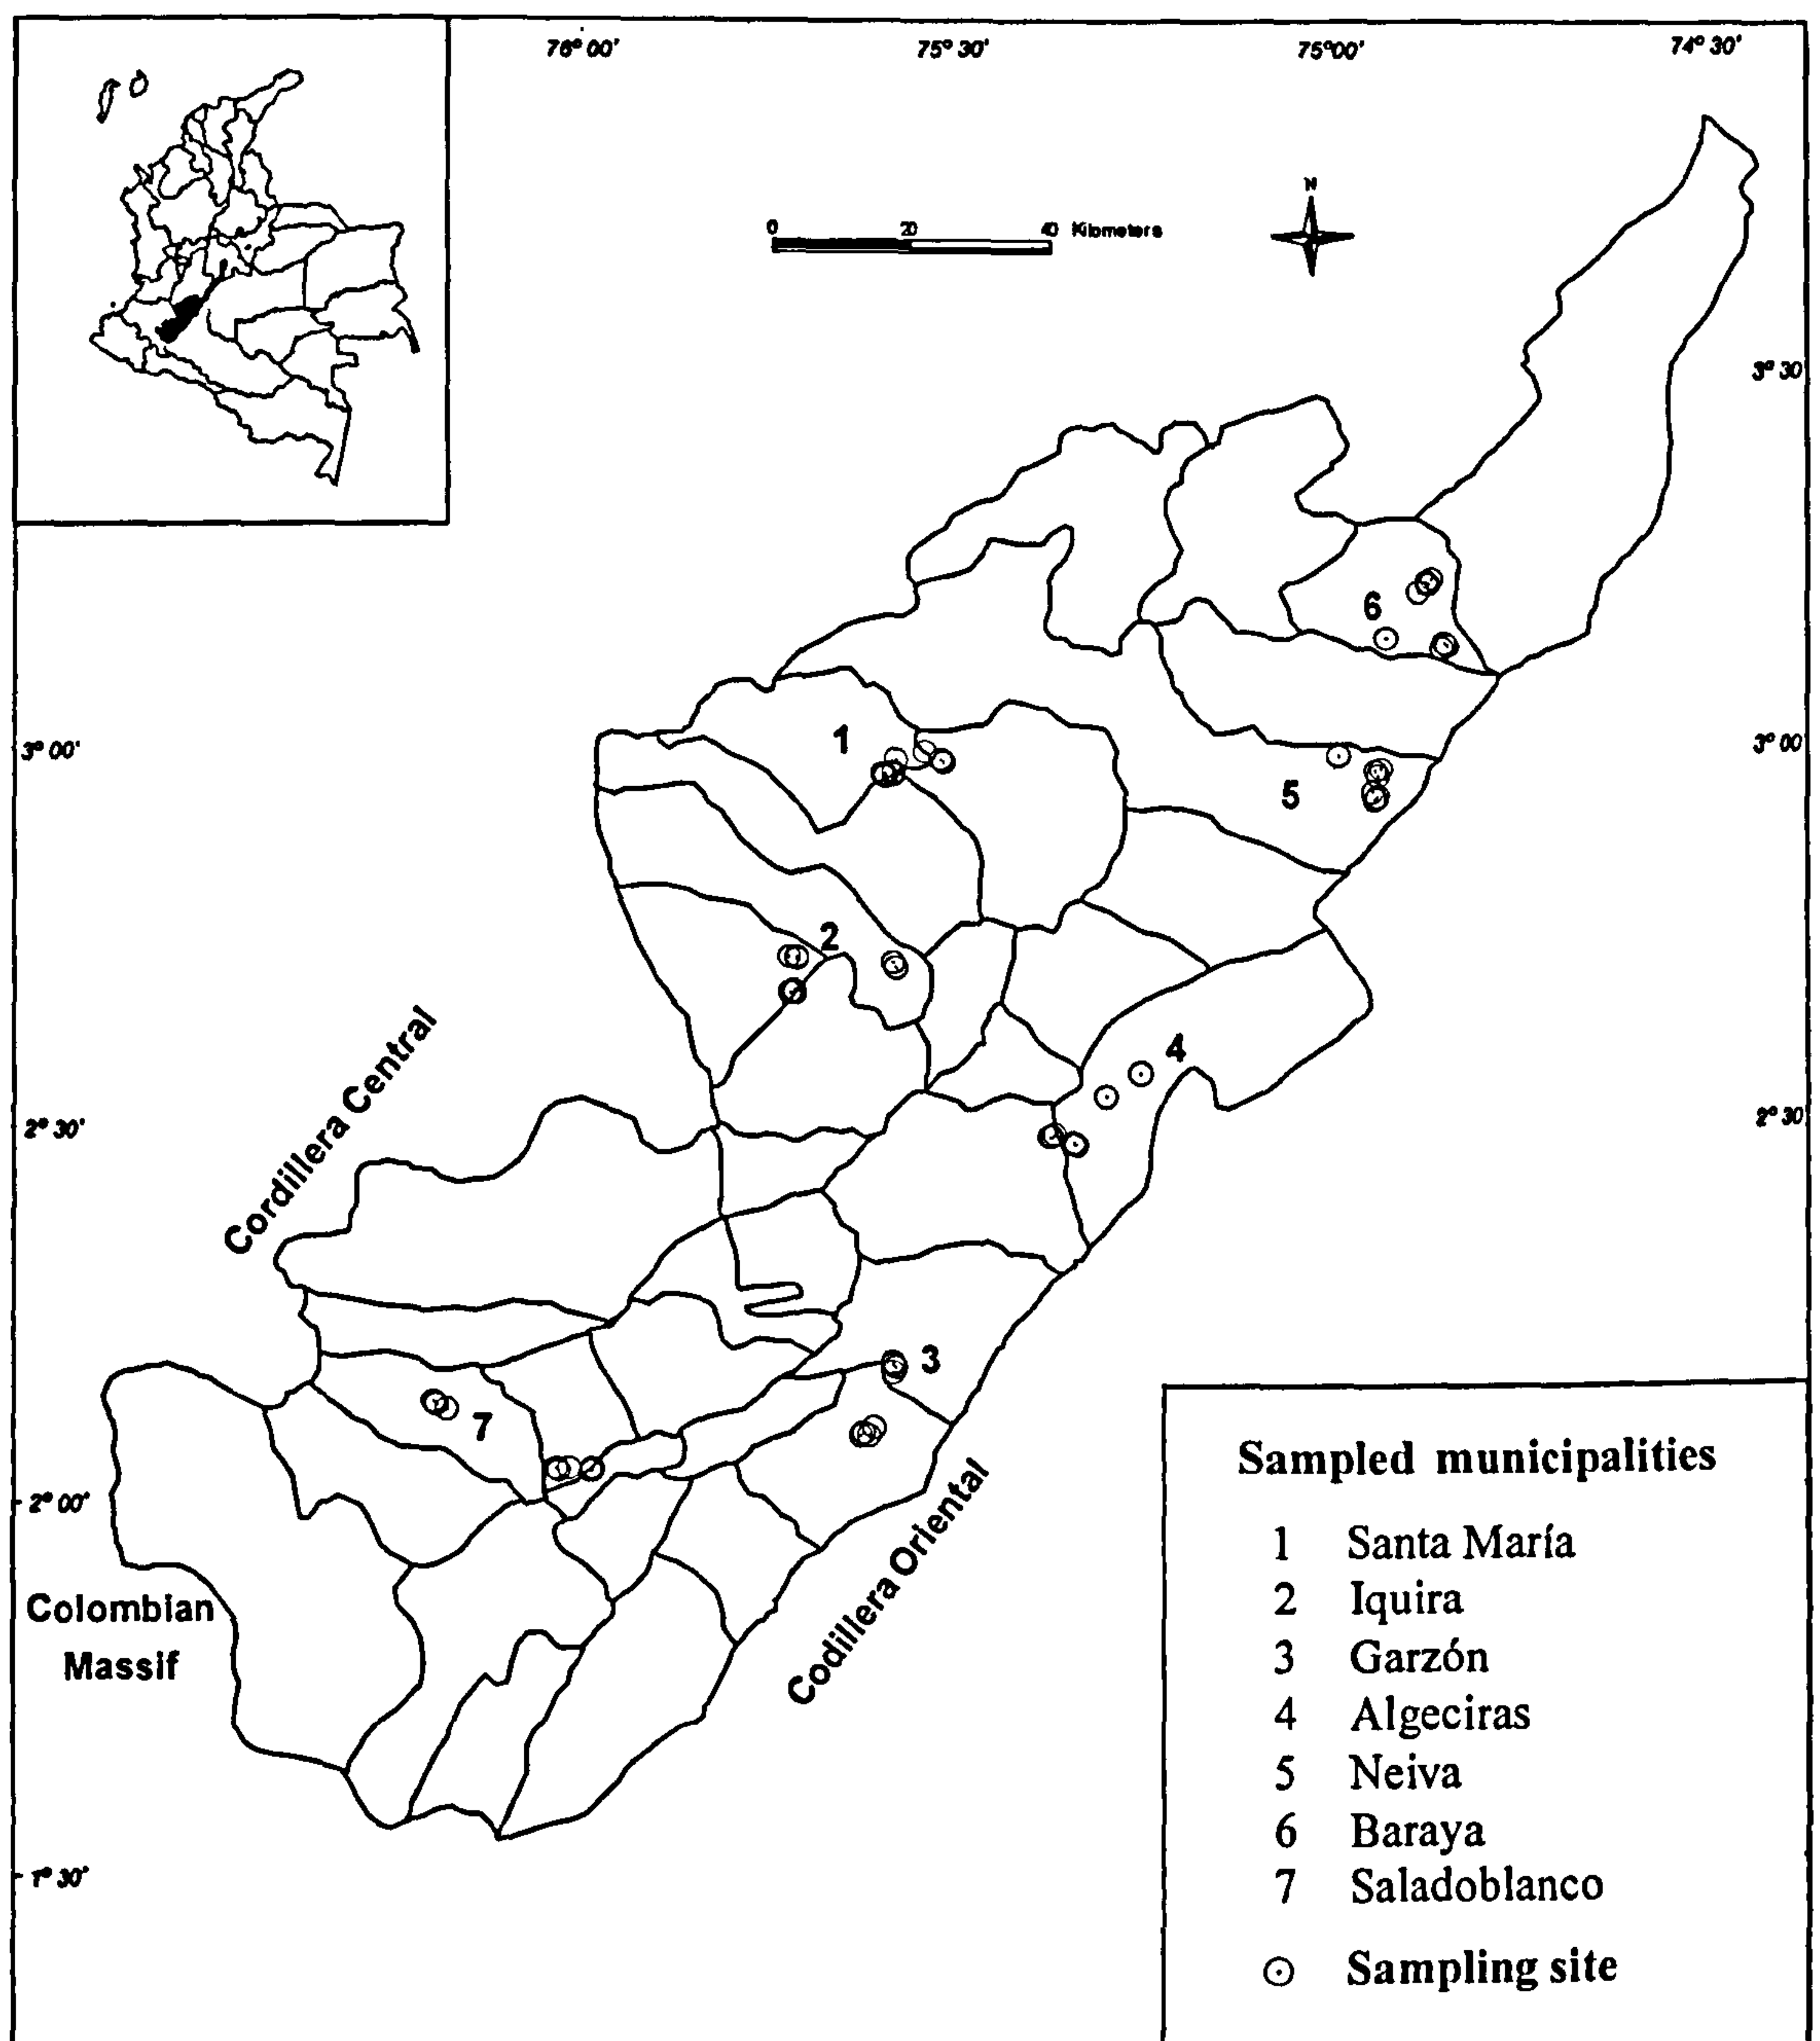 76° 00'
75° 30'
75°00'
74° 30'
N
0 20 40 Kilometers
3° 30
6
1
3° 00'
3° 00'
5
2
4
Cordillera Central
2° 30'
2° 30
3
7
2° 00'
Codillera Oriental
Colombian
Massif
1° 30'
Sampled municipalities
1 Santa María
2 Iquira
3 Garzón
4 Algeciras
5 Neiva
6 Baraya
7 Saladoblanco
Sampling site